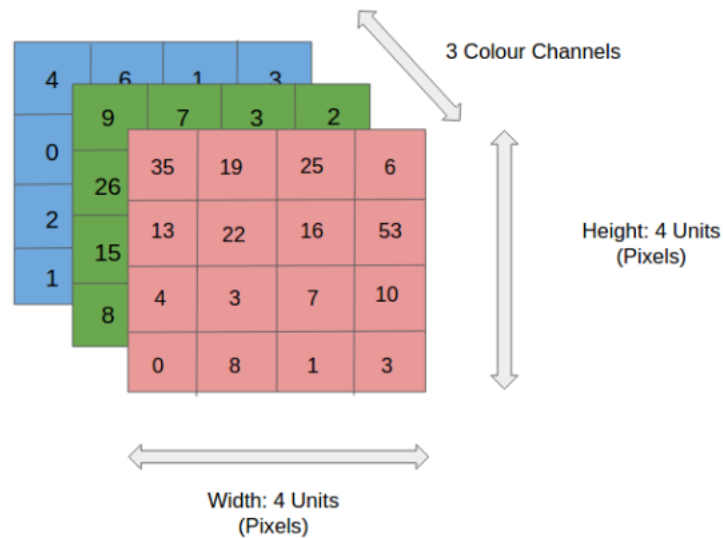 3 Colour Channels
4 6 1 3
9 7 3 2
0
35 19 25 6
26
13 22 16 53
2
Height: 4 Units
(Pixels)
15
1
4 3 7 10
8
0 8 1 3
Width: 4 Units
(Pixels)